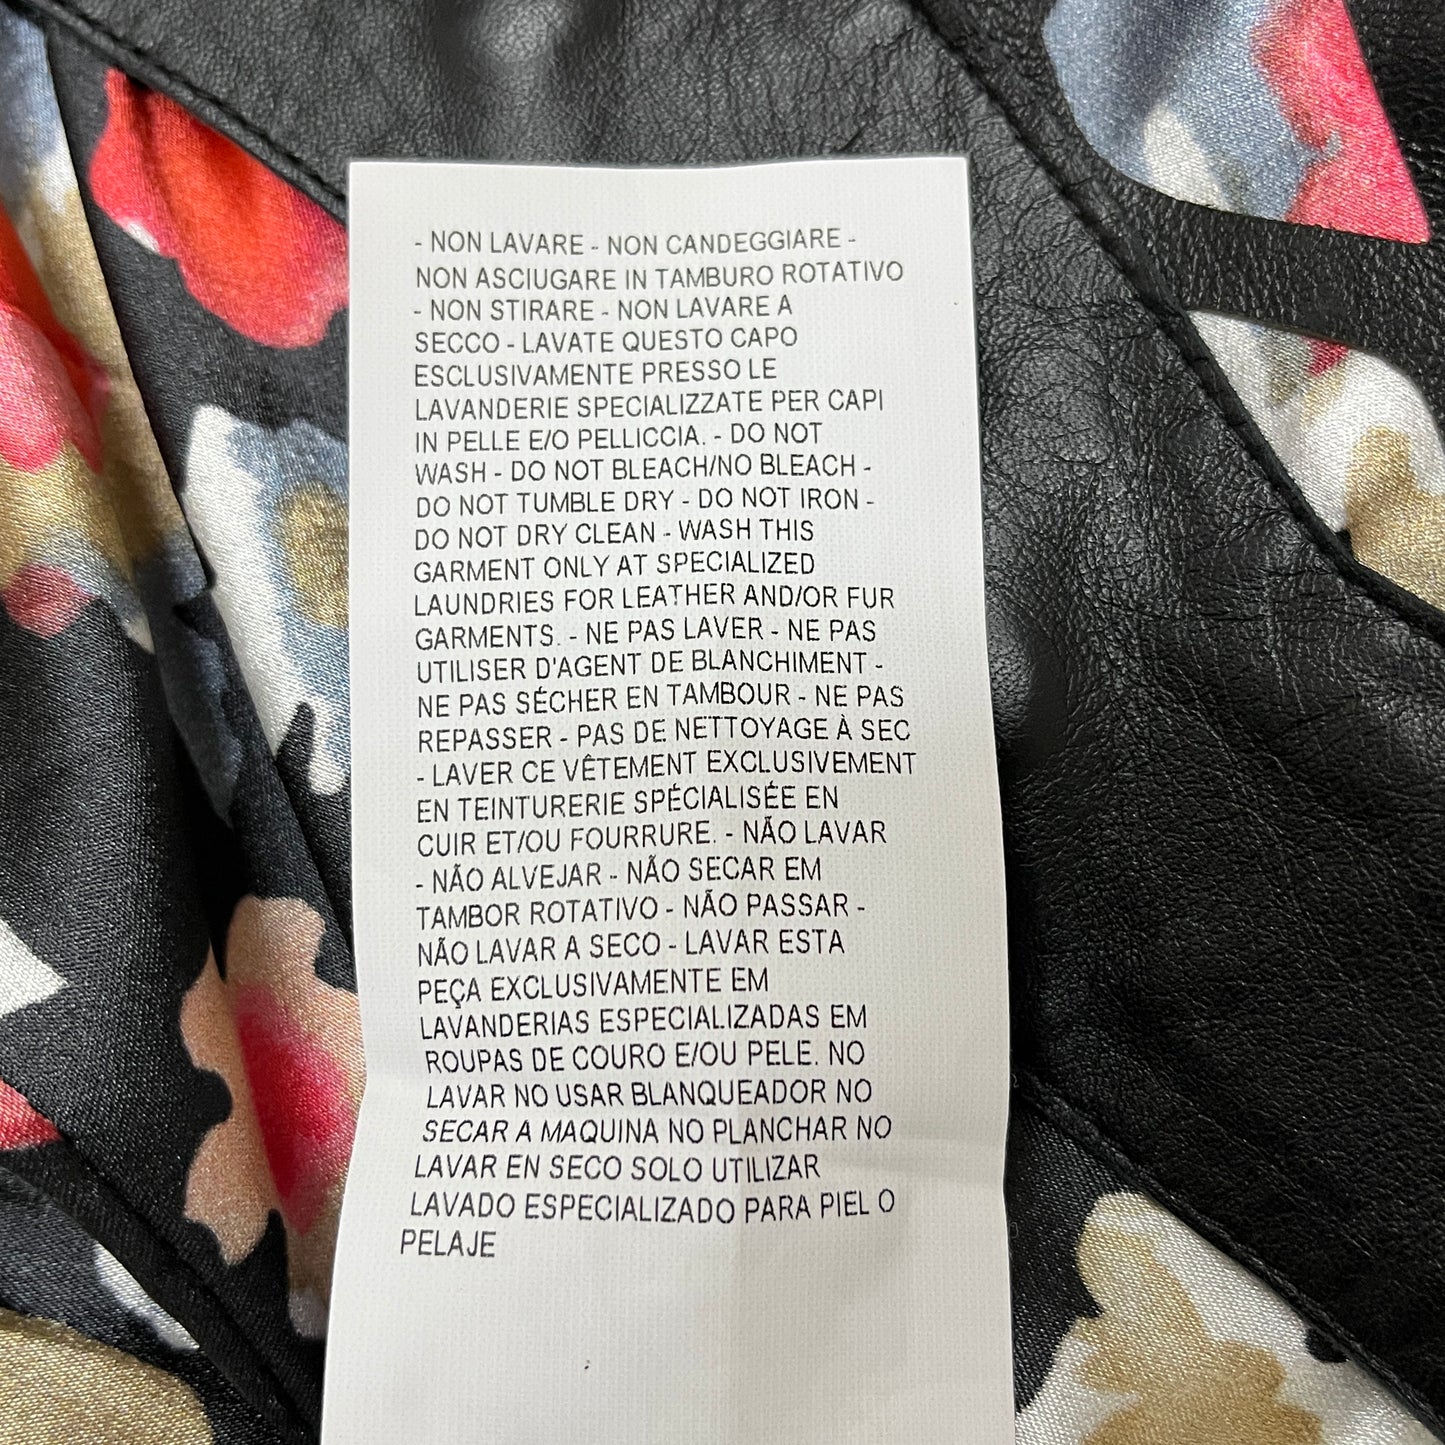 - NON LAVARE - NON CANDEGGIARE -
NON ASCIUGARE IN TAMBURO ROTATIVO
- NON STIRARE - NON LAVARE A
SECCO - LAVATE QUESTO CAPO
ESCLUSIVAMENTE PRESSO LE
LAVANDERIE SPECIALIZZATE PER CAPI
IN PELLE E/O PELLICCIA. - DO NOT
WASH - DO NOT BLEACH/NO BLEACH -
DO NOT TUMBLE DRY - DO NOT IRON -
DO NOT DRY CLEAN - WASH THIS
GARMENT ONLY AT SPECIALIZED
LAUNDRIES FOR LEATHER AND/OR FUR
GARMENTS. - NE PAS LAVER - NE PAS
UTILISER D'AGENT DE BLANCHIMENT -
NE PAS SÉCHER EN TAMBOUR - NE PAS
REPASSER - PAS DE NETTOYAGE À SEC
- LAVER CE VÊTEMENT EXCLUSIVEMENT
EN TEINTURERIE SPÉCIALISÉE EN
CUIR ET/OU FOURRURE. - NÃO LAVAR
- NÃO ALVEJAR - NÃO SECAR EM
TAMBOR ROTATIVO - NÃO PASSAR -
NÃO LAVAR A SECO - LAVAR ESTA
PEÇA EXCLUSIVAMENTE EM
LAVANDERIAS ESPECIALIZADAS EM
ROUPAS DE COURO E/OU PELE. NO
LAVAR NO USAR BLANQUEADOR NO
SECAR A MAQUINA NO PLANCHAR NO
LAVAR EN SECO SOLO UTILIZAR
LAVADO ESPECIALIZADO PARA PIEL O
PELAJE